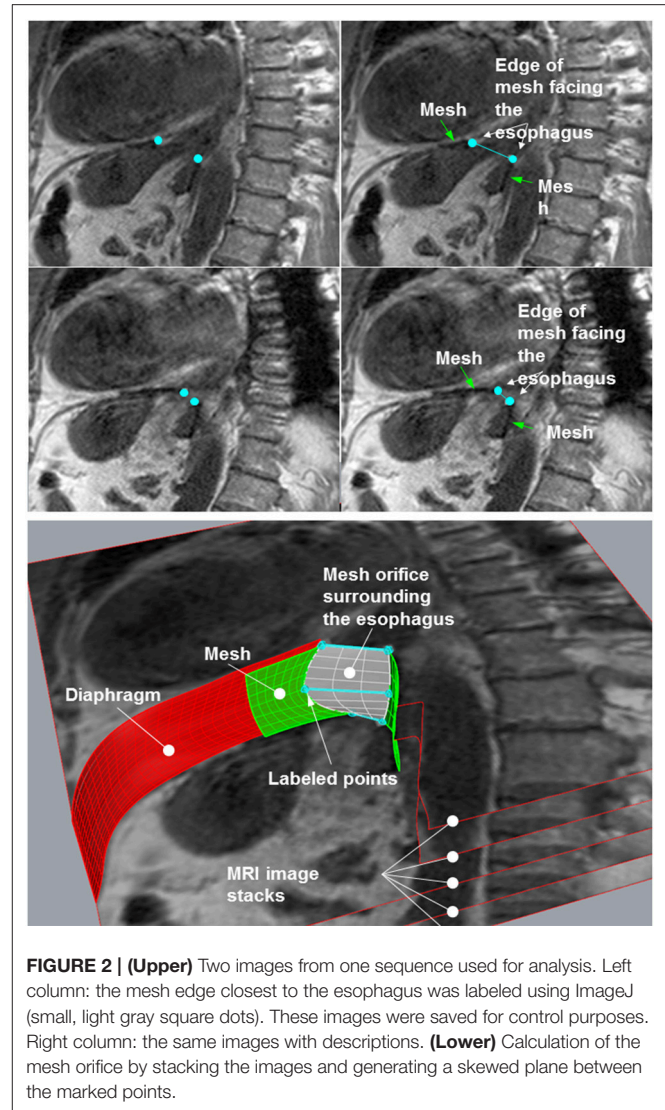 Edge of
mesh facing
the
esophagus
Mesh
Mes
h
Edge of
mesh facing
the
esophagus
Mesh
Mesh
Mesh orifice
surrounding
the esophagus
Mesh
Diaphragm
Labeled points
MRI image
stacks
FIGURE 2 | (Upper) Two images from one sequence used for analysis. Left
column: the mesh edge closest to the esophagus was labeled using ImageJ
(small, light gray square dots). These images were saved for control purposes.
Right column: the same images with descriptions. (Lower) Calculation of the
mesh orifice by stacking the images and generating a skewed plane between
the marked points.